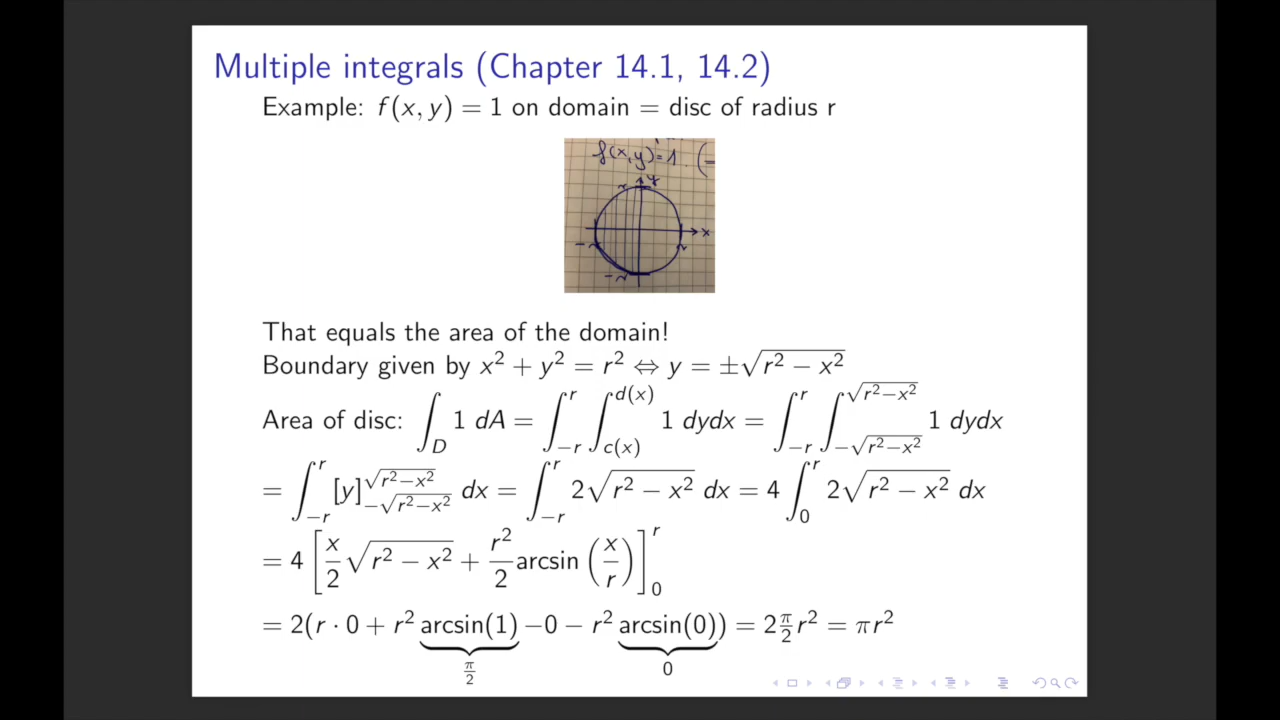 Multiple integrals (Chapter 14.1, 14.2)
Example: f(x, y) = 1 on domain = disc of radius r
f(x,y)=1. (
y
r
x
-r
r
-r
That equals the area of the domain!
Boundary given by x² + y² = r² ⇔ y = ±√(r² − x²)
Area of disc: ∫_D 1 dA = ∫_{−r}^{r} ∫_{c(x)}^{d(x)} 1 dydx = ∫_{−r}^{r} ∫_{−√(r²−x²)}^{√(r²−x²)} 1 dydx
= ∫_{−r}^{r} [y]_{−√(r²−x²)}^{√(r²−x²)} dx = ∫_{−r}^{r} 2√(r² − x²) dx = 4 ∫_0^r 2√(r² − x²) dx
= 4 [x/2 √(r² − x²) + r²/2 arcsin (x/r)]_0^r
= 2(r · 0 + r² arcsin(1) −0 − r² arcsin(0)) = 2 π/2 r² = πr²
π/2 0